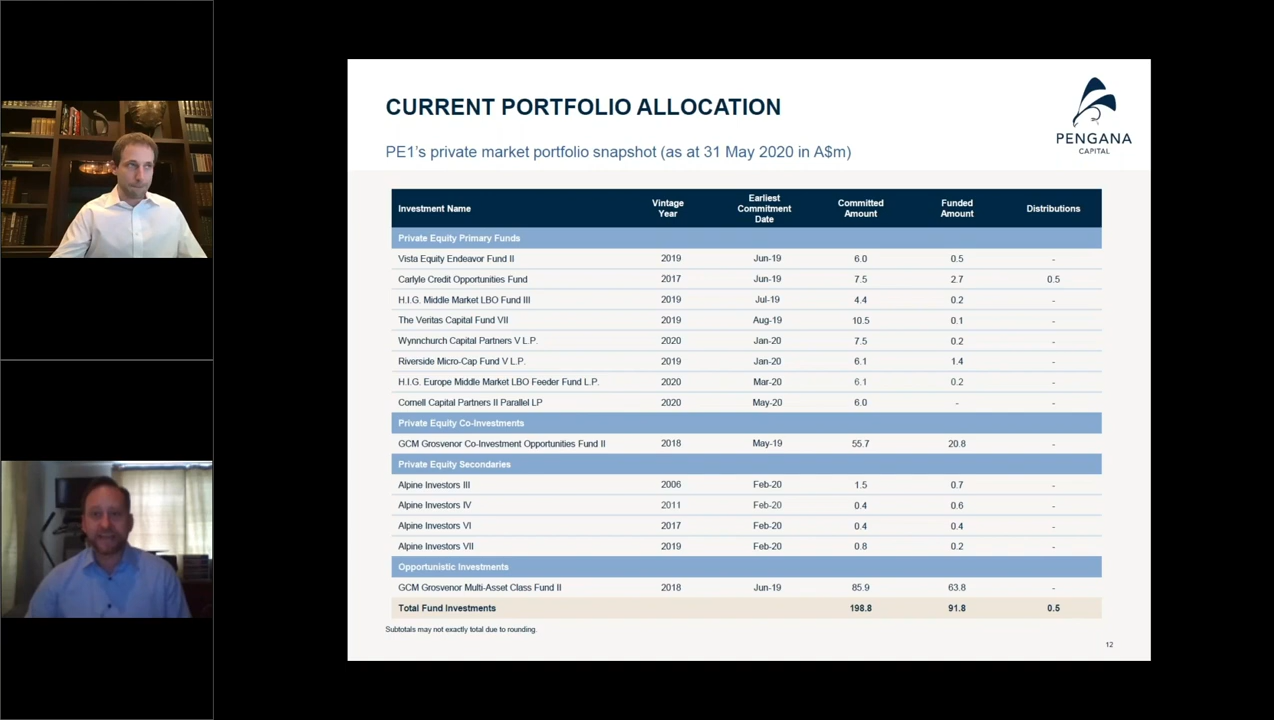 CURRENT PORTFOLIO ALLOCATION
PENGANA
CAPITAL
PE1's private market portfolio snapshot (as at 31 May 2020 in A$m)
Investment Name Vintage Year Earliest Commitment Date Committed Amount Funded Amount Distributions
Private Equity Primary Funds
Vista Equity Endeavor Fund II 2019 Jun-19 6.0 0.5 -
Carlyle Credit Opportunities Fund 2017 Jun-19 7.5 2.7 0.5
H.I.G. Middle Market LBO Fund III 2019 Jul-19 4.4 0.2 -
The Veritas Capital Fund VII 2019 Aug-19 10.5 0.1 -
Wynnchurch Capital Partners V L.P. 2020 Jan-20 7.5 0.2 -
Riverside Micro-Cap Fund V L.P. 2019 Jan-20 6.1 1.4 -
H.I.G. Europe Middle Market LBO Feeder Fund L.P. 2020 Mar-20 6.1 0.2 -
Cornell Capital Partners II Parallel LP 2020 May-20 6.0 - -
Private Equity Co-Investments
GCM Grosvenor Co-Investment Opportunities Fund II 2018 May-19 55.7 20.8 -
Private Equity Secondaries
Alpine Investors III 2006 Feb-20 1.5 0.7 -
Alpine Investors IV 2011 Feb-20 0.4 0.6 -
Alpine Investors VI 2017 Feb-20 0.4 0.4 -
Alpine Investors VII 2019 Feb-20 0.8 0.2 -
Opportunistic Investments
GCM Grosvenor Multi-Asset Class Fund II 2018 Jun-19 85.9 63.8 -
Total Fund Investments 198.8 91.8 0.5
Subtotals may not exactly total due to rounding.
12